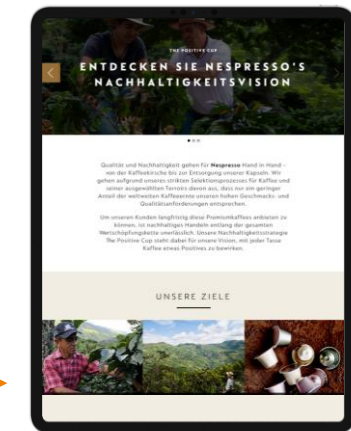 THE POSITIVE CUP
ENTDECKEN SIE NESPRESSO'S
NACHHALTIGKEITSVISION
Qualität und Nachhaltigkeit gehen für Nespresso Hand in Hand –
von der Kaffeekirsche bis zur Entsorgung unserer Kapseln. Wir
gehen aufgrund unseres strikten Selektionsprozesses für Kaffee und
seiner ausgewählten Terroirs davon aus, dass nur ein geringer
Anteil der weltweiten Kaffeeernte unseren hohen Geschmacks- und
Qualitätsanforderungen entsprechen.
Um unseren Kunden langfristig diese Premiumkaffees anbieten zu
können, ist nachhaltiges Handeln entlang der gesamten
Wertschöpfungskette unerlässlich. Unsere Nachhaltigkeitsstrategie
The Positive Cup steht dabei für unsere Vision, mit jeder Tasse
Kaffee etwas Positives zu bewirken.
UNSERE ZIELE